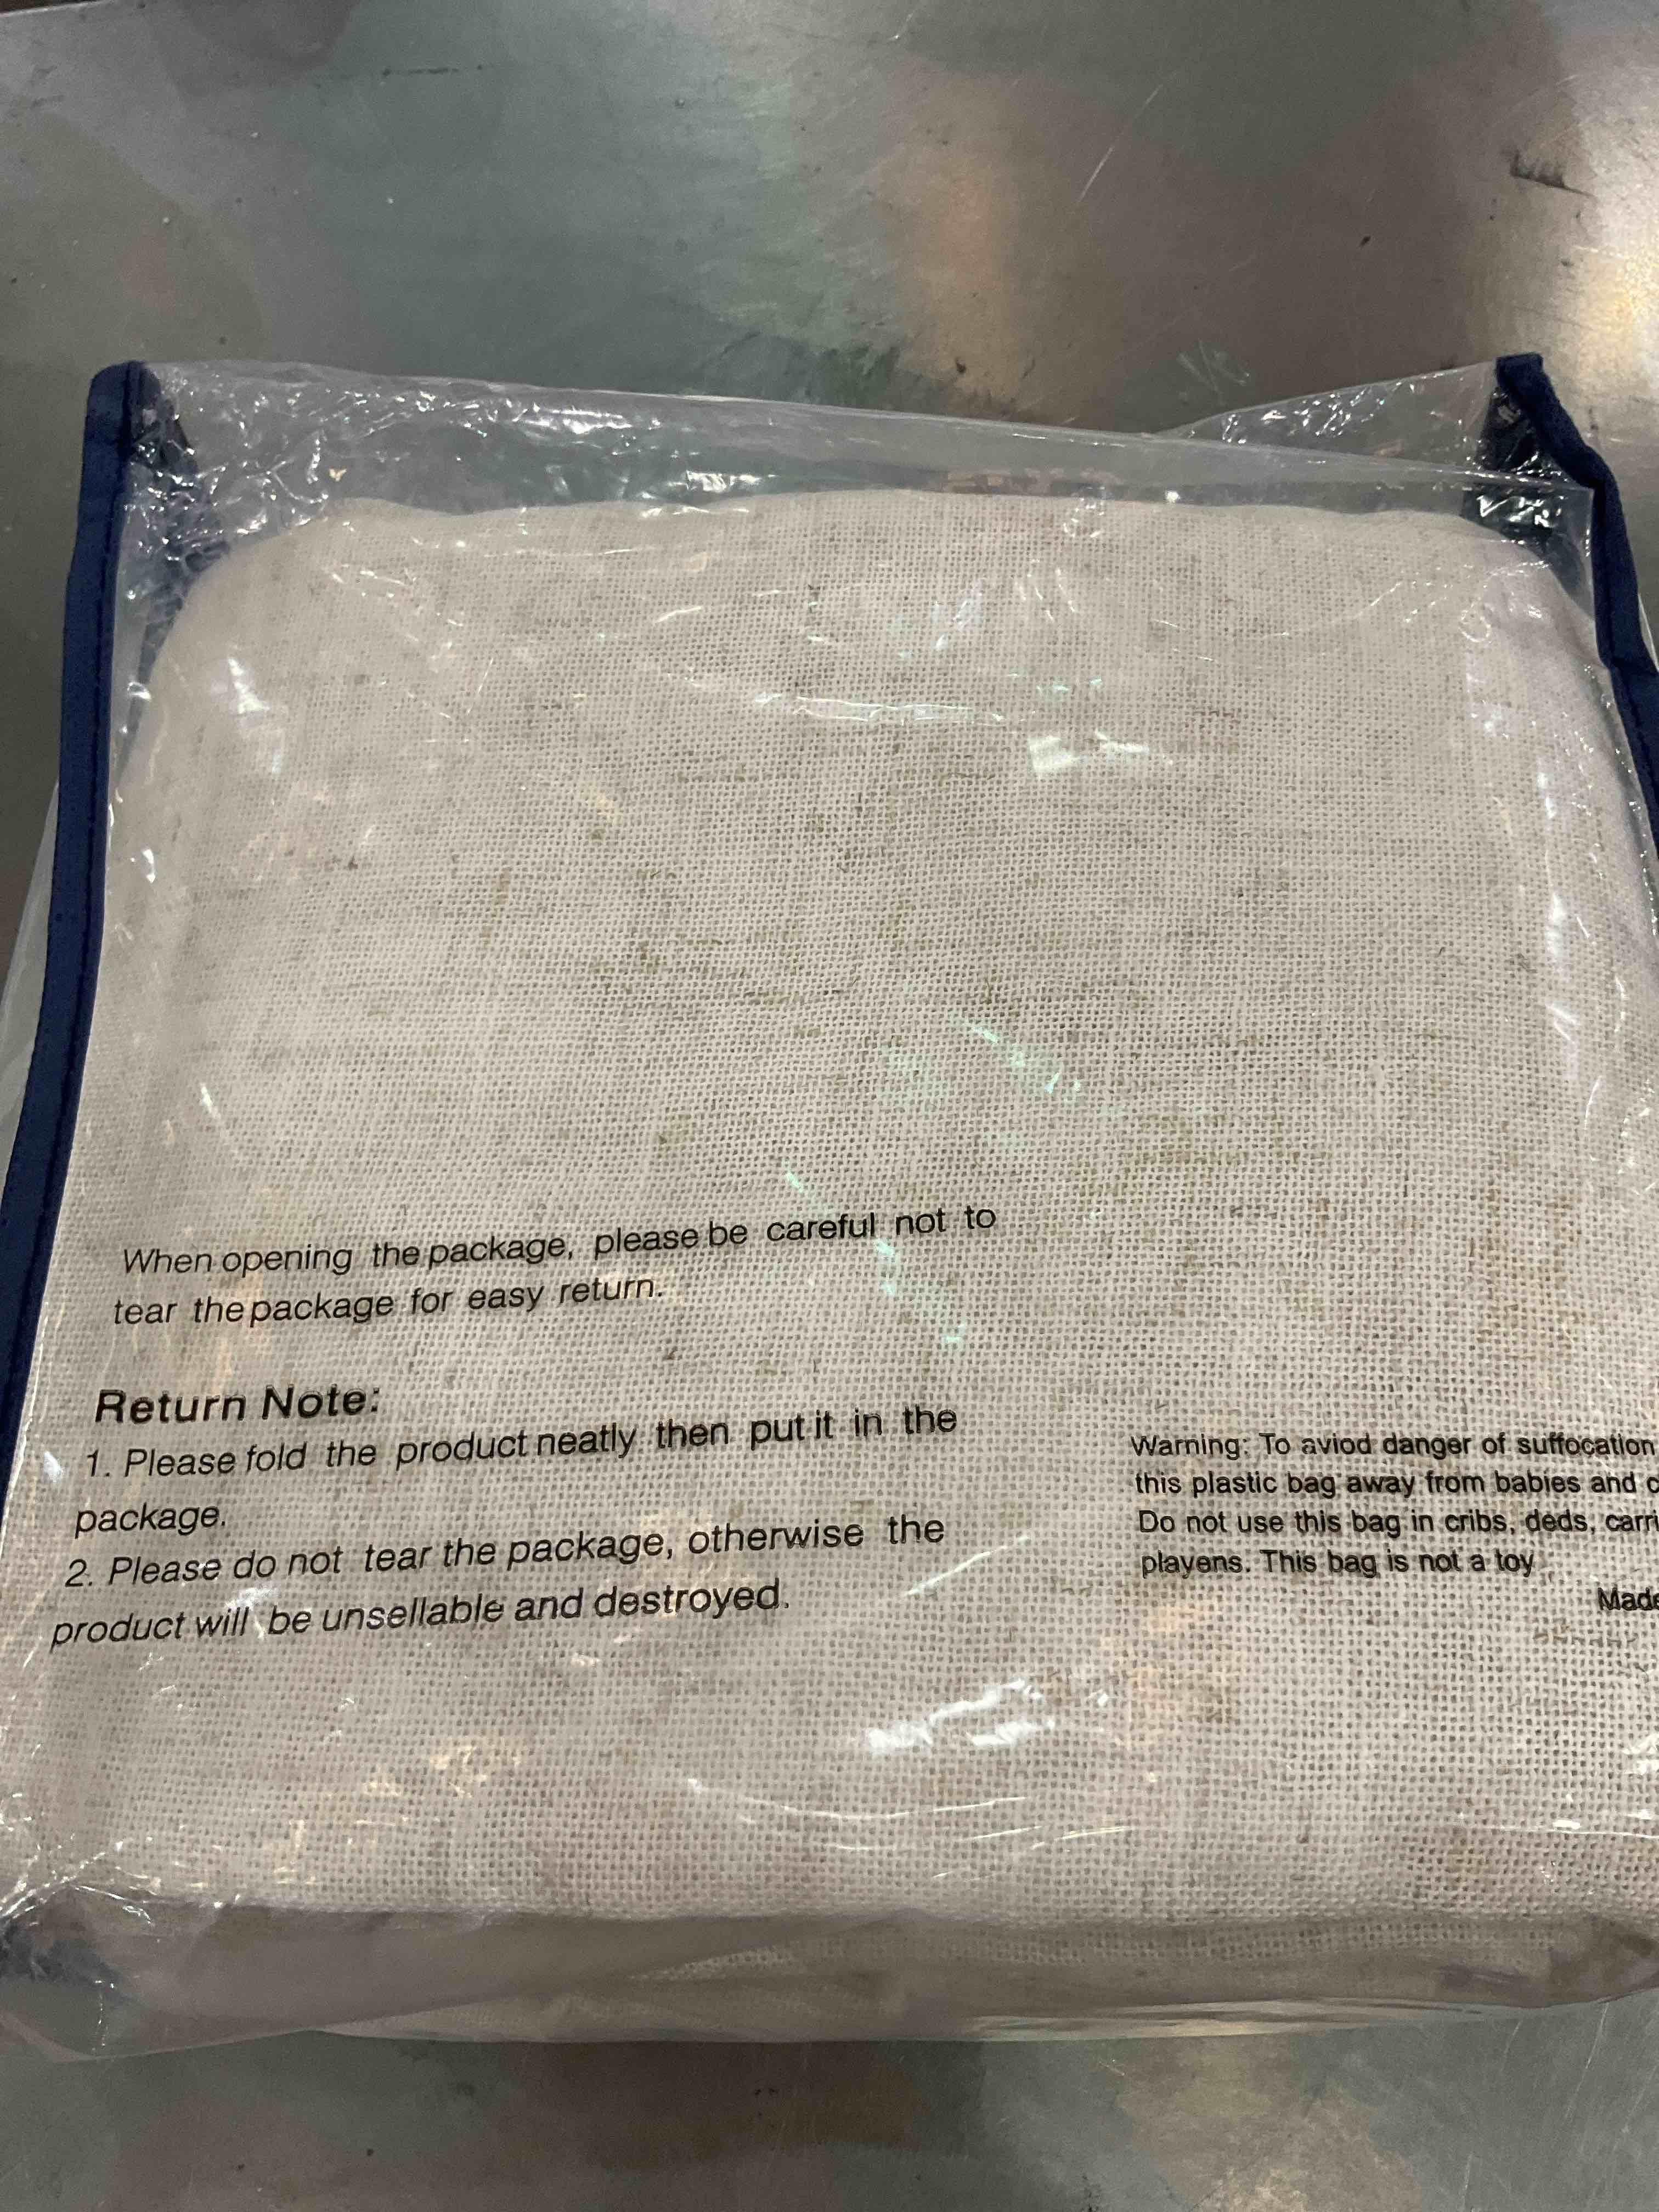 When opening the package, please be careful not to
tear the package for easy return.
Return Note:
1. Please fold the product neatly then put it in the
package.
2. Please do not tear the package, otherwise the
product will be unsellable and destroyed.
Warning: To aviod danger of suffocation
this plastic bag away from babies and
Do not use this bag in cribs, deds,
playens. This bag is not a toy
Made